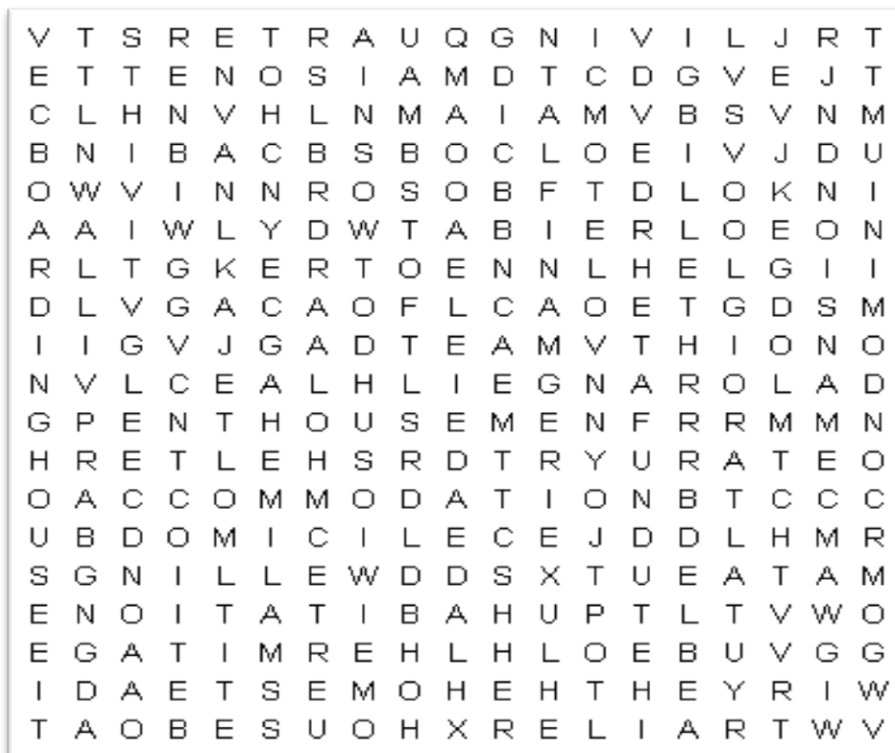 V T S R E T R A U Q G N I V I L J R T
E T T E N O S I A M D T C D G V E J T
C L H N V H L N M A I A M V B S V N M
B N I B A C B S B O C L O E I V J D U
O W V I N N R O S O B F T D L O K N I
A A I W L Y D W T A B I E R L O E O N
R L T G K E R T O E N N L H E L G I I
D L V G A C A O F L C A O E T G D S M
I I G V J G A D T E A M V T H I O N O
N V L C E A L H L I E G N A R O L A D
G P E N T H O U S E M E N F R R M M N
H R E T L E H S R D T R Y U R A T E O
O A C C O M M O D A T I O N B T C C C
U B D O M I C I L E C E J D D L H M R
S G N I L L E W D D S X T U E A T A M
E N O I T A T I B A H U P T L T V W O
E G A T I M R E H L H L O E B U V G G
I D A E T S E M O H E H T H E Y R I W
T A O B E S U O H X R E L I A R T W V